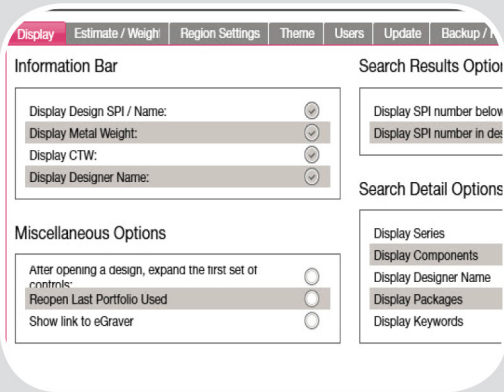 Display Estimate / Weight Region Settings Theme Users Update Backup /
Information Bar
Display Design SPI / Name:
Display Metal Weight:
Display CTW:
Display Designer Name:
Miscellaneous Options
After opening a design, expand the first set of
controls:
Reopen Last Portfolio Used
Show link to eGraver
Search Results Option
Display SPI number below
Display SPI number in des
Search Detail Options
Display Series
Display Components
Display Designer Name
Display Packages
Display Keywords